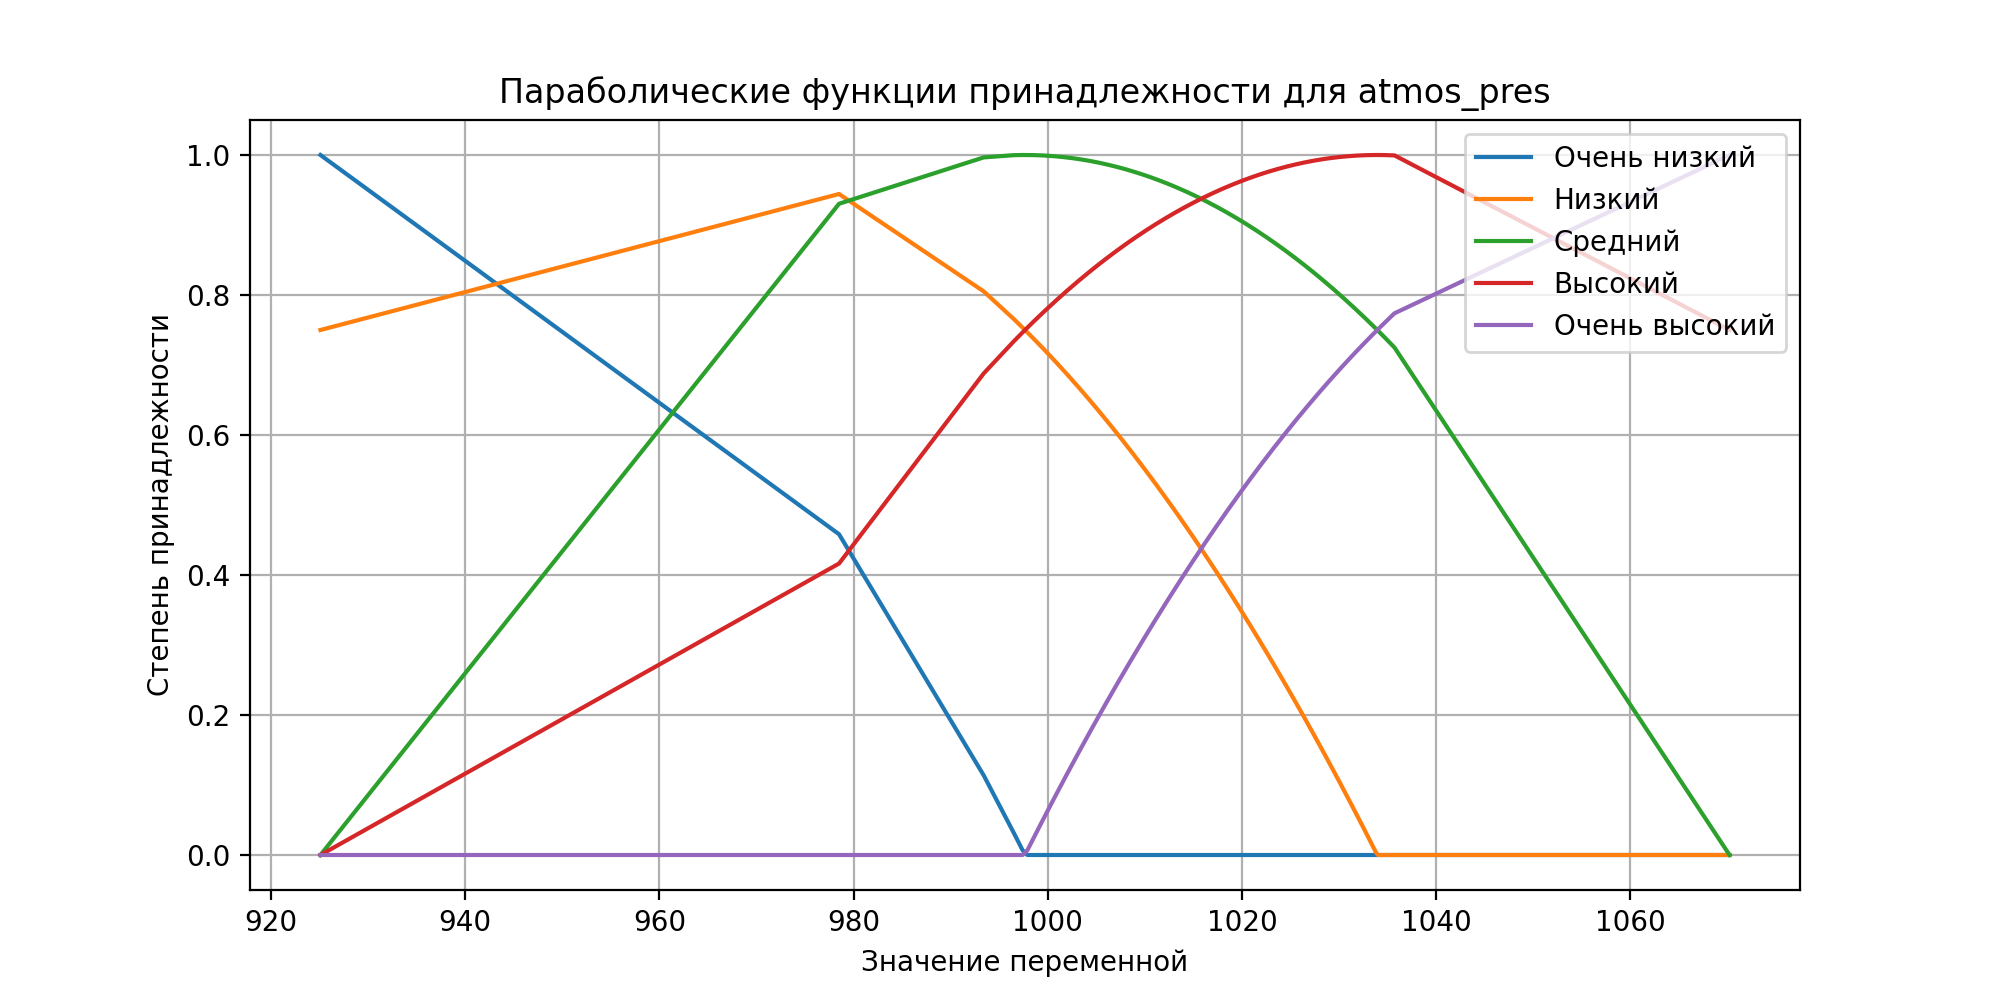 Параболические функции принадлежности для atmos_pres
Степень принадлежности
1.0
0.8
0.6
0.4
0.2
0.0
Очень низкий
Низкий
Средний
Высокий
Очень высокий
920 940 960 980 1000 1020 1040 1060
Значение переменной